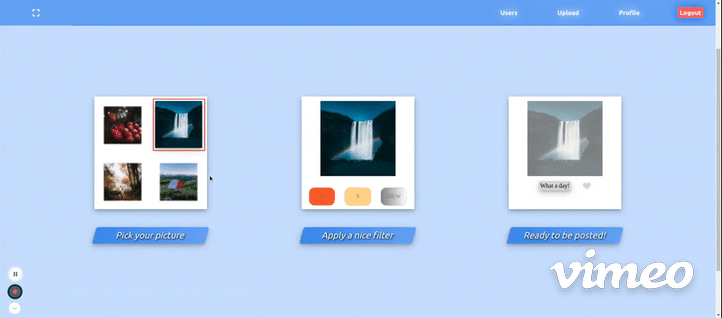 Users
Upload
Profile
Logout
S
B/W
What a day!
Pick your picture
Apply a nice filter
Ready to be posted!
vimeo